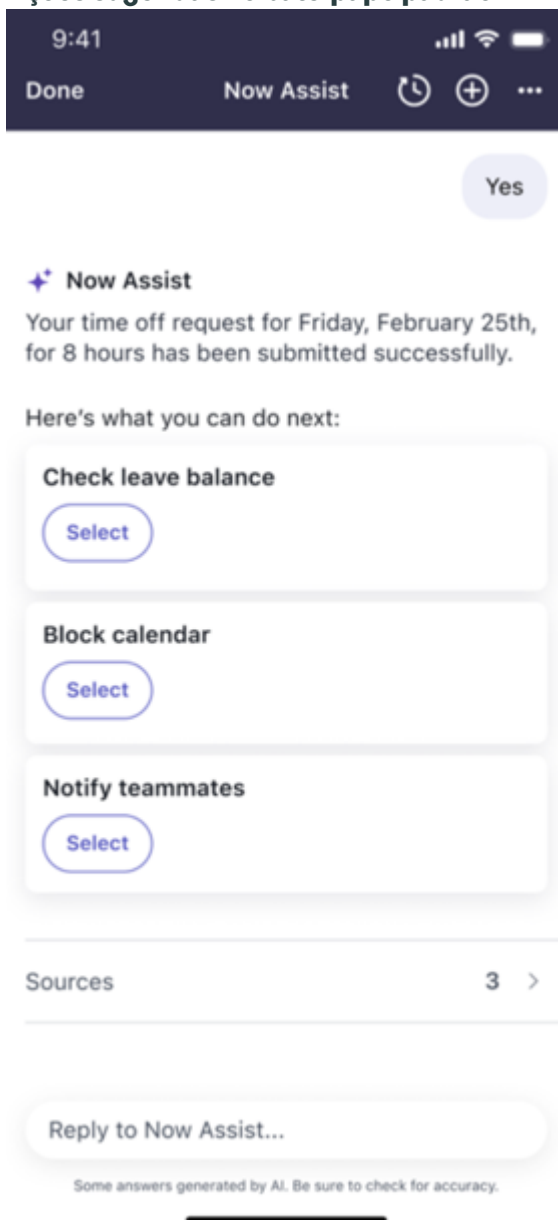 9:41
Done Now Assist
Yes
Now Assist
Your time off request for Friday, February 25th,
for 8 hours has been submitted successfully.
Here's what you can do next:
Check leave balance
Select
Block calendar
Select
Notify teammates
Select
Sources 3
Reply to Now Assist...
Some answers generated by AI. Be sure to check for accuracy.